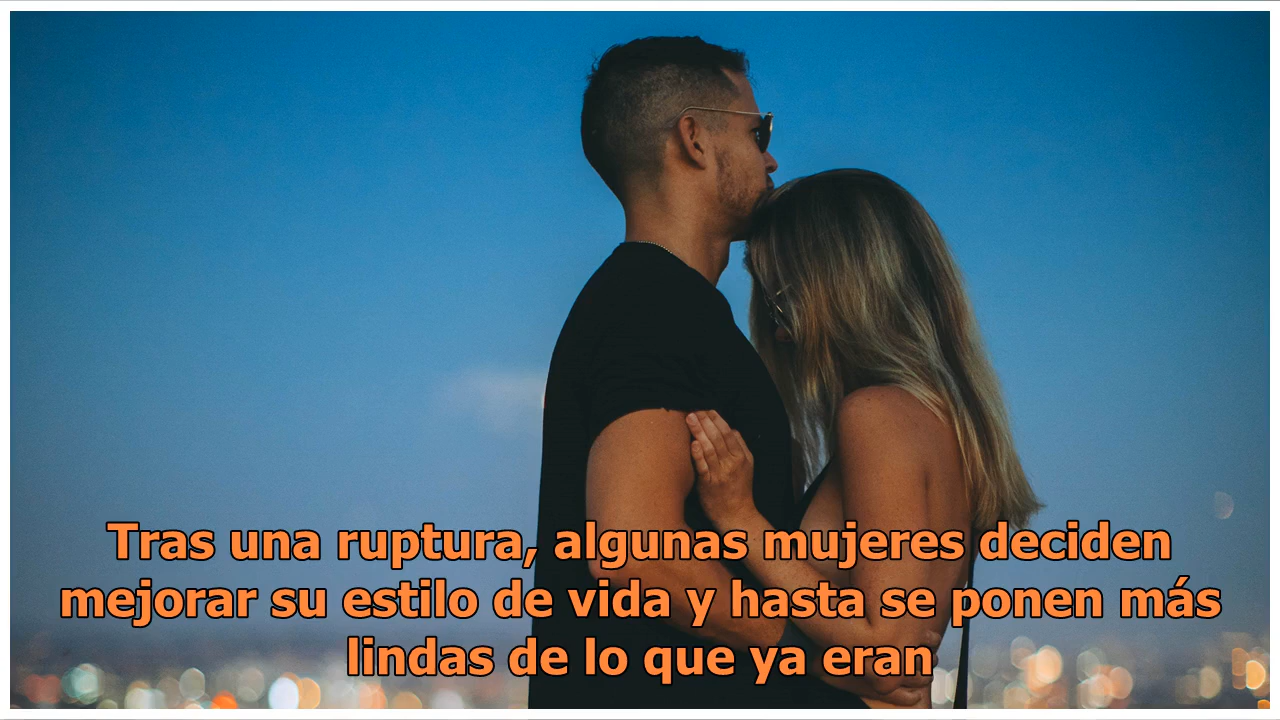 Tras una ruptura, algunas mujeres deciden
mejorar su estilo de vida y hasta se ponen más
lindas de lo que ya eran